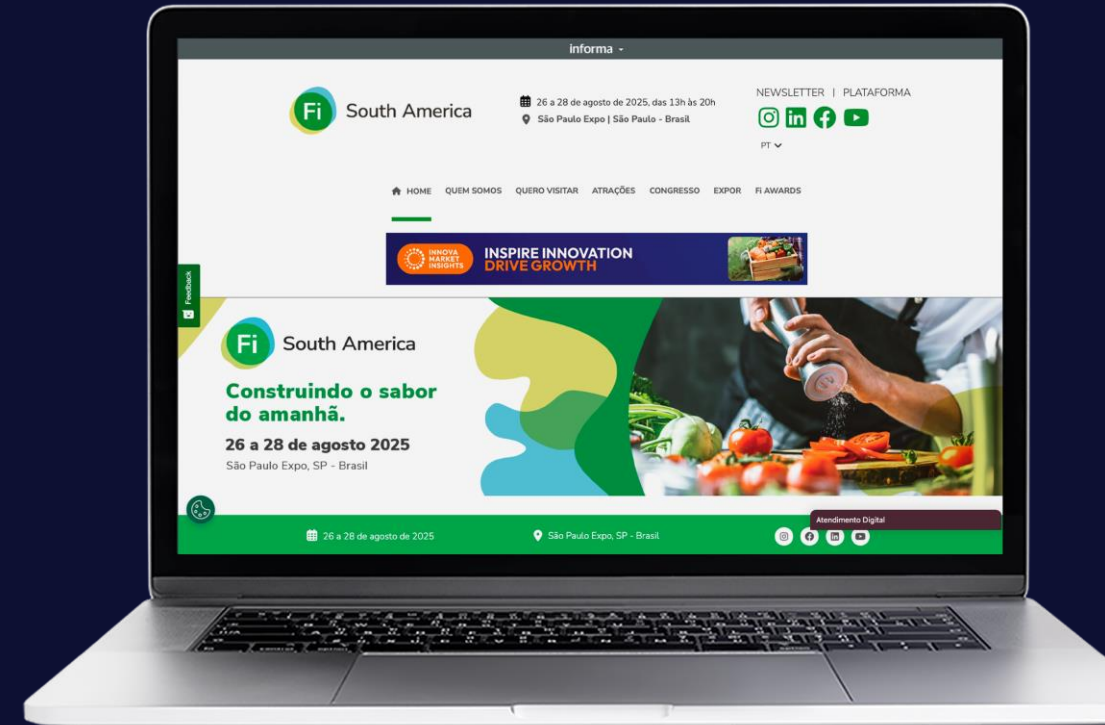 informa
Fi South America
26 a 28 de agosto de 2025, das 13h às 20h
São Paulo Expo | São Paulo - Brasil
NEWSLETTER | PLATAFORMA
PT
HOME QUEM SOMOS QUERO VISITAR ATRAÇÕES CONGRESSO EXPOR Fi AWARDS
INNOVA
MARKET
INSIGHTS
INSPIRE INNOVATION
DRIVE GROWTH
Feedback
Fi South America
Construindo o sabor
do amanhã.
26 a 28 de agosto 2025
São Paulo Expo, SP - Brasil
Atendimento Digital
26 a 28 de agosto de 2025
São Paulo Expo, SP - Brasil